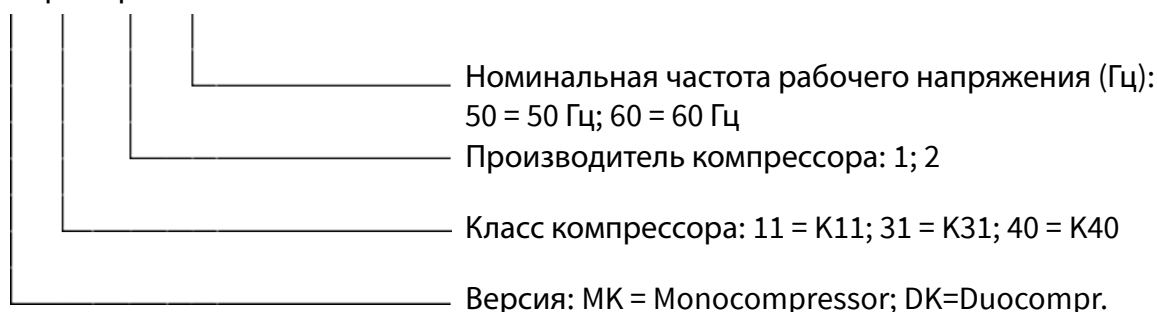 Номинальная частота рабочего напряжения (Гц):
50 = 50 Гц; 60 = 60 Гц
Производитель компрессора: 1; 2
Класс компрессора: 11 = K11; 31 = K31; 40 = K40
Версия: MK = Monocompressor; DK=Duocompr.